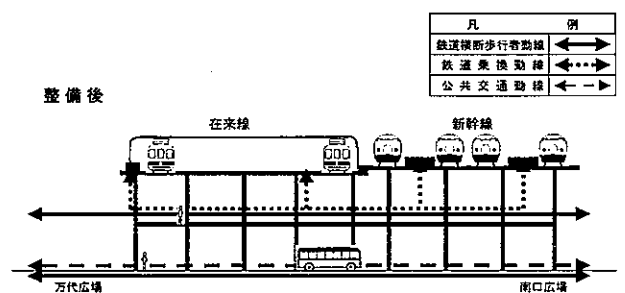 凡 例
鉄道横断歩行者動線
鉄道乗換動線
公共交通動線
整備後
在来線 新幹線
万代広場 南口広場